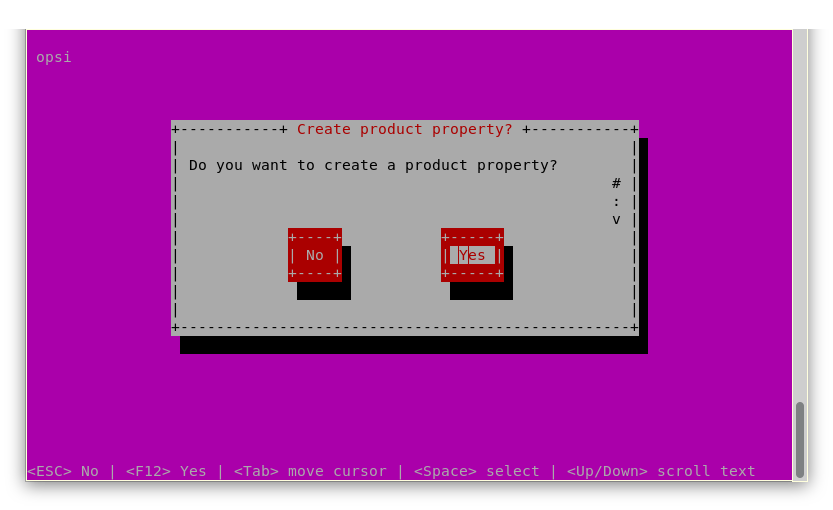 opsi
Create product property?
Do you want to create a product property?
#
:
v
No Yes
<ESC> No | <F12> Yes | <Tab> move cursor | <Space> select | <Up/Down> scroll text